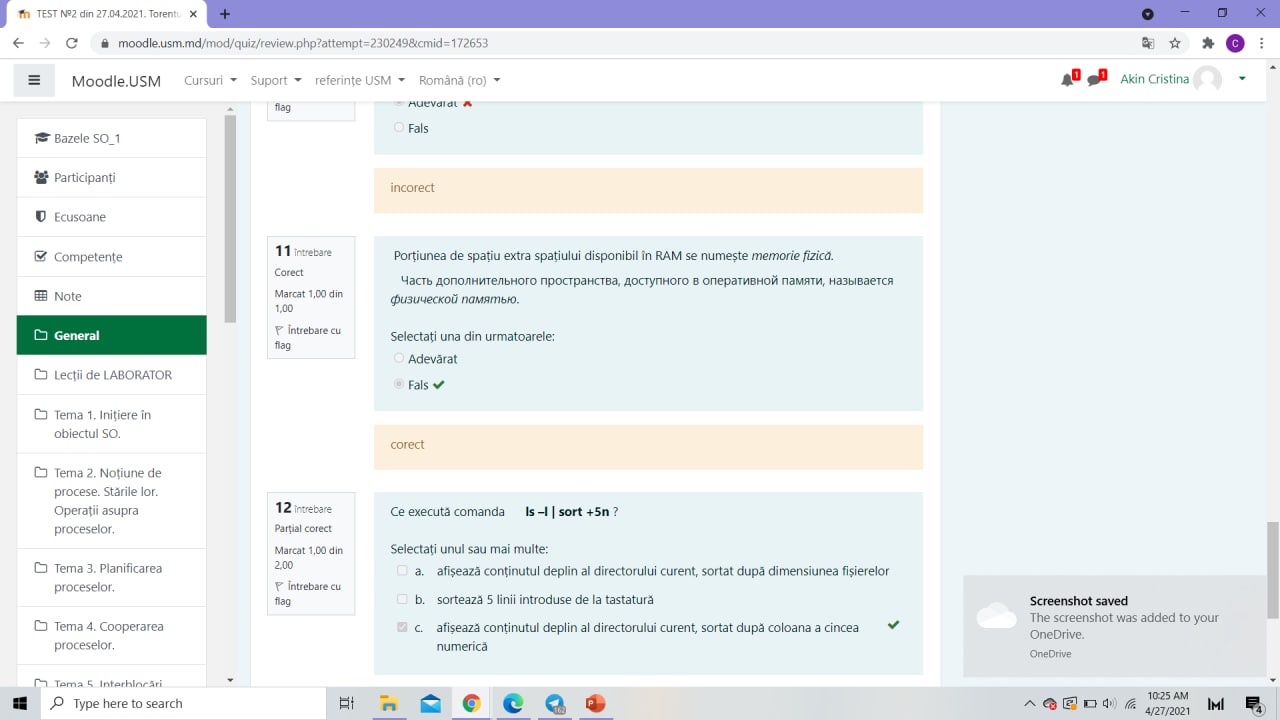 TEST №2 din 27.04.2021. Torentu
moodle.usm.md/mod/quiz/review.php?attempt=230249&cmid=172653
C
Moodle.USM Cursuri Suport referințe USM Română (ro) 1 1 Akin Cristina
Bazele SO_1
Participanți
Ecusoane
Competențe
Note
General
Lecții de LABORATOR
Tema 1. Inițiere în
obiectul SO.
Tema 2. Noțiune de
procese. Stările lor.
Operații asupra
proceselor.
Tema 3. Planificarea
proceselor.
Tema 4. Cooperarea
proceselor.
Tema 5. Interblocări
flag
Adevărat
Fals
incorect
11 Întrebare
Corect
Marcat 1,00 din
1,00
Întrebare cu
flag
Porțiunea de spațiu extra spațiului disponibil în RAM se numește memorie fizică.
Часть дополнительного пространства, доступного в оперативной памяти, называется
физической памятью.
Selectați una din urmatoarele:
Adevărat
Fals
corect
12 Întrebare
Parțial corect
Marcat 1,00 din
2,00
Întrebare cu
flag
Ce execută comanda ls –l | sort +5n ?
Selectați unul sau mai multe:
a. afișează conținutul deplin al directorului curent, sortat după dimensiunea fișierelor
b. sortează 5 linii introduse de la tastatură
c. afișează conținutul deplin al directorului curent, sortat după coloana a cincea
numerică
Screenshot saved
The screenshot was added to your
OneDrive.
OneDrive
Type here to search
162
10:25 AM
4/27/2021
4